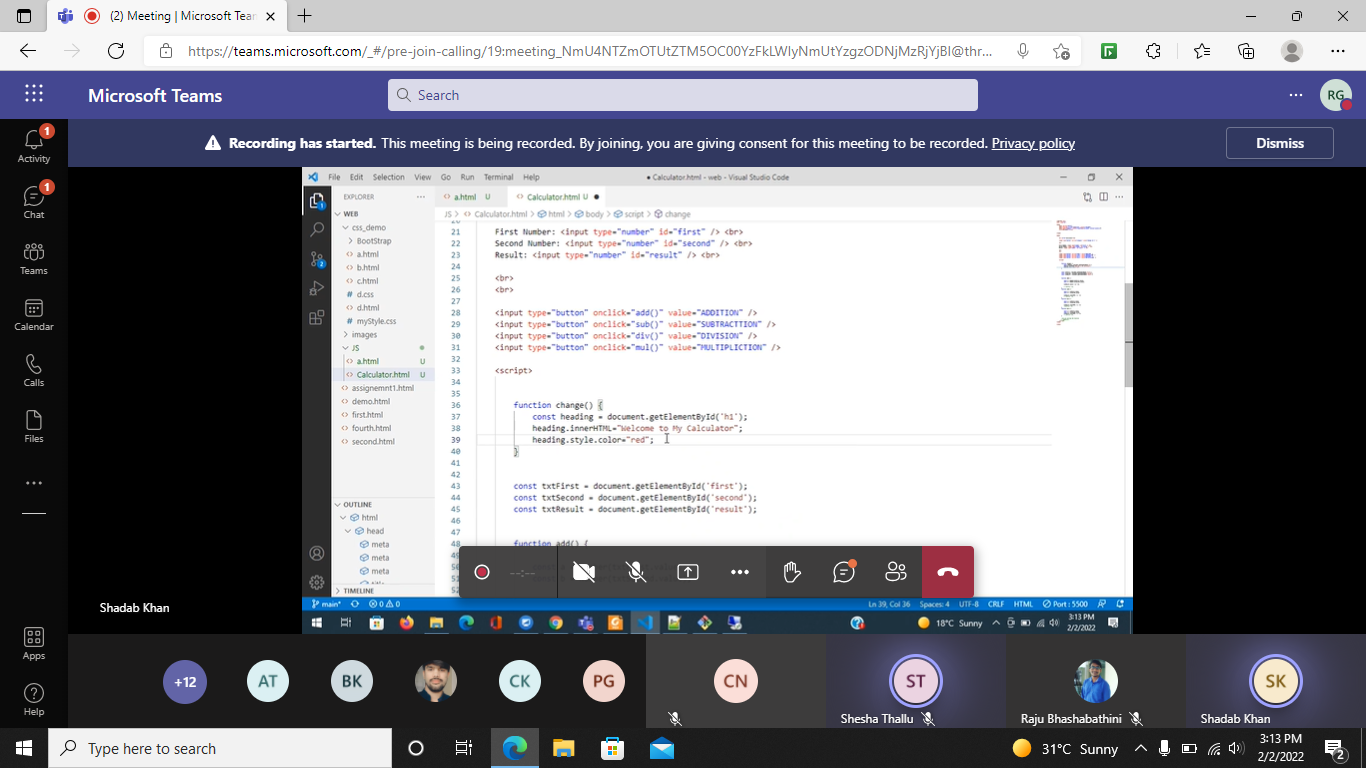 (2) Meeting | Microsoft Tea
https://teams.microsoft.com/_#/pre-join-calling/19:meeting_NmU4NTZmOTUtZTM5OC00YzFkLWIyNmUtYzgzODNjMzRjYjBl@thr...
Microsoft Teams
Search
RG
Recording has started. This meeting is being recorded. By joining, you are giving consent for this meeting to be recorded. Privacy policy
Dismiss
1
Activity
1
Chat
Teams
Calendar
Calls
Files
Apps
Help
File Edit Selection View Go Run Terminal Help
● Calculator.html - web - Visual Studio Code
EXPLORER
a.html U
Calculator.html U
JS > Calculator.html > html > body > script > change
WEB
css_demo
BootStrap
a.html
b.html
c.html
d.css
d.html
myStyle.css
images
JS
a.html U
Calculator.html U
assignemnt1.html
demo.html
first.html
fourth.html
second.html
OUTLINE
html
head
meta
meta
meta
TIMELINE
21 First Number: <input type="number" id="first" /> <br>
22 Second Number: <input type="number" id="second" /> <br>
23 Result: <input type="number" id="result" /> <br>
24
25 <br>
26 <br>
27
28 <input type="button" onclick="add()" value="ADDITION" />
29 <input type="button" onclick="sub()" value="SUBTRACTTION" />
30 <input type="button" onclick="div()" value="DIVISION" />
31 <input type="button" onclick="mul()" value="MULTIPLICTION" />
32
33 <script>
34
35
36 function change() {
37 const heading = document.getElementById('h1');
38 heading.innerHTML="Welcome to My Calculator";
39 heading.style.color="red";
40 }
41
42
43 const txtFirst = document.getElementById('first');
44 const txtSecond = document.getElementById('second');
45 const txtResult = document.getElementById('result');
46
47
48 function add() {
main* 0 0
Ln 39, Col 36 Spaces: 4 UTF-8 CRLF HTML Port : 5500
18°C Sunny
3:13 PM
2/2/2022
--:--
Shadab Khan
+12
AT
BK
CK
PG
CN
ST
Shesha Thallu
Raju Bhashabathini
SK
Shadab Khan
Type here to search
31°C Sunny
3:13 PM
2/2/2022
2